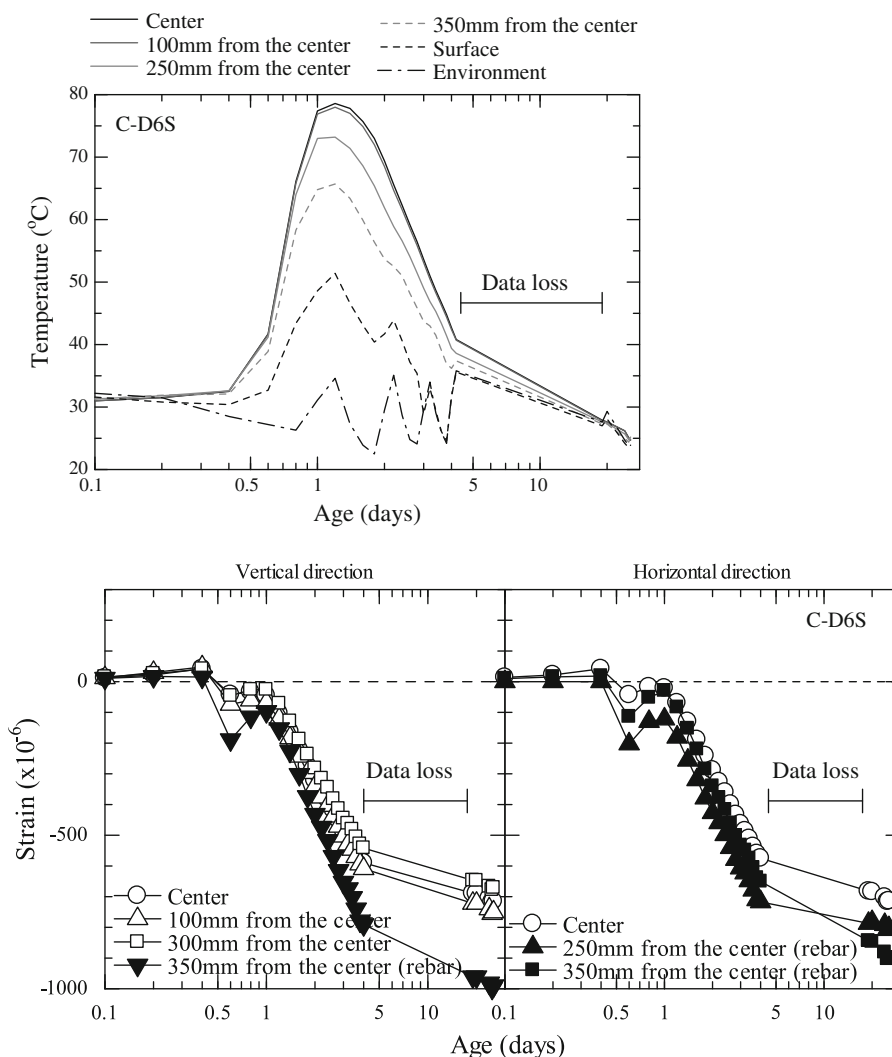 Center
100mm from the center
250mm from the center
350mm from the center
Surface
Environment
C-D6S
80
70
60
50
40
30
20
Temperature (°C)
Data loss
0.1
0.5
1
5
10
Age (days)
Vertical direction
Horizontal direction
C-D6S
0
-500
-1000
Strain (x10-6)
Data loss
Data loss
Center
100mm from the center
300mm from the center
350mm from the center (rebar)
Center
250mm from the center (rebar)
350mm from the center (rebar)
0.1
0.5
1
5
10
0.1
0.5
1
5
10
Age (days)